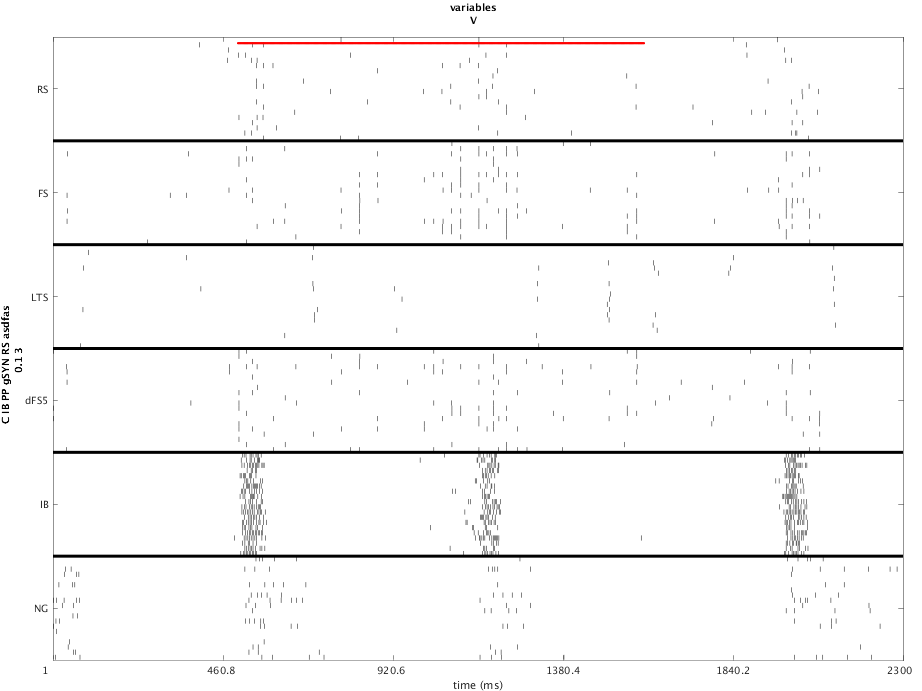 variables
V
RS
FS
LTS
dFS5
IB
NG
C IB PP gSYN RS asdfas
0.1 3
1
460.8
920.6
1380.4
1840.2
2300
time (ms)